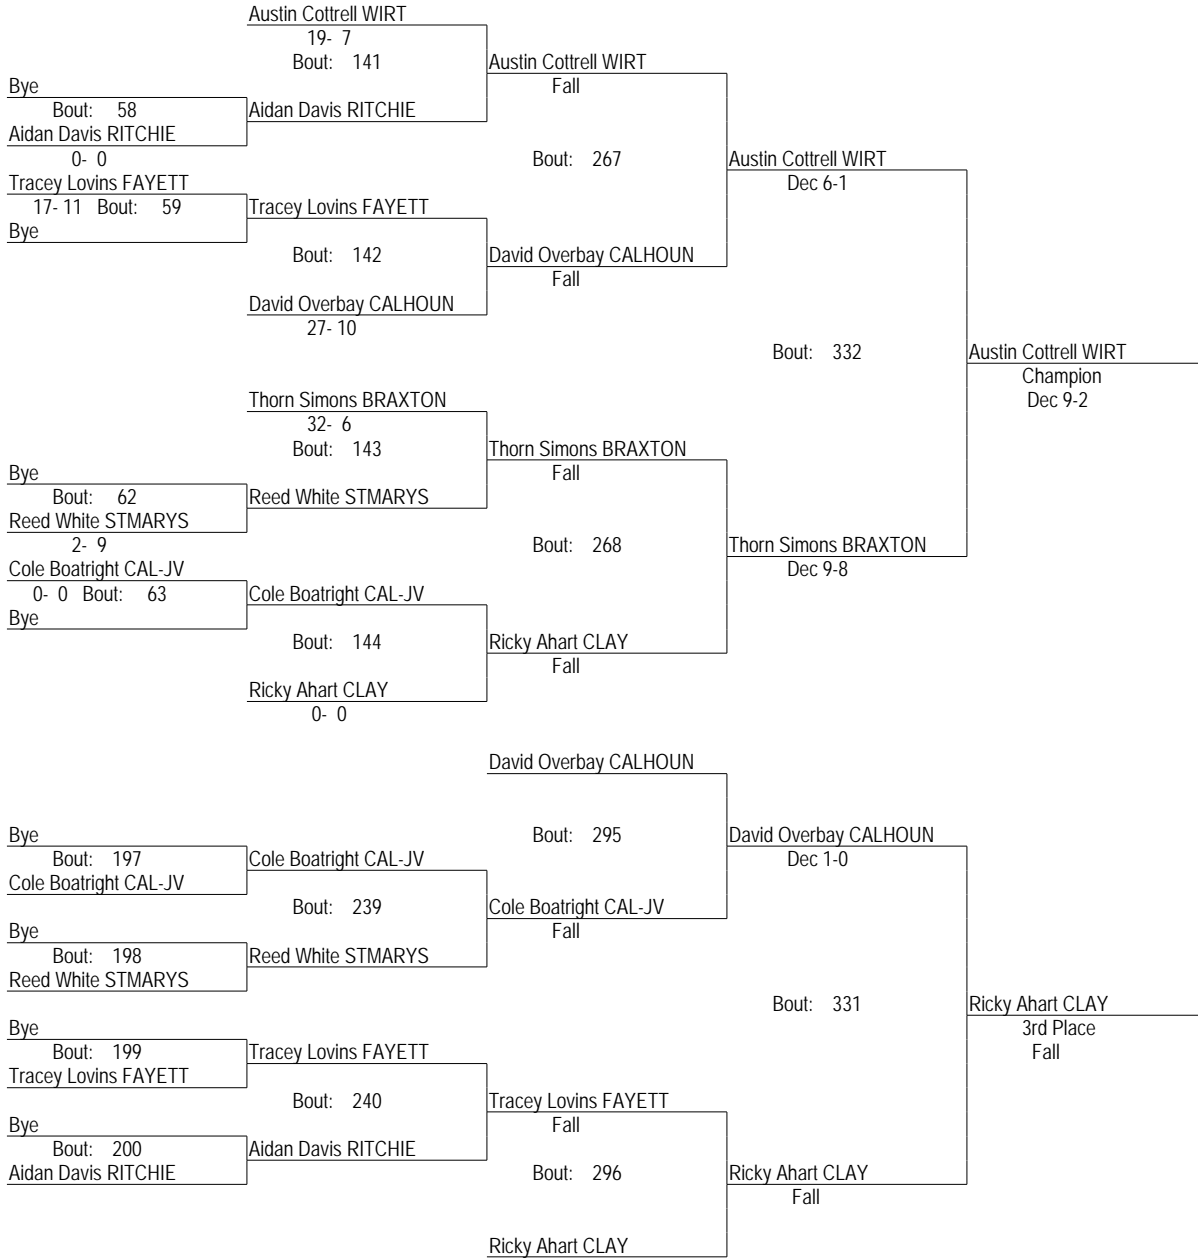 Austin Cottrell WIRT
19- 7
Bout: 141
Austin Cottrell WIRT
Fall
Bye
Bout: 58
Aidan Davis RITCHIE
Aidan Davis RITCHIE
0- 0
Bout: 267
Austin Cottrell WIRT
Dec 6-1
Tracey Lovins FAYETT
17- 11 Bout: 59
Tracey Lovins FAYETT
Bye
Bout: 142
David Overbay CALHOUN
Fall
David Overbay CALHOUN
27- 10
Bout: 332
Austin Cottrell WIRT
Champion
Dec 9-2
Thorn Simons BRAXTON
32- 6
Bout: 143
Thorn Simons BRAXTON
Fall
Bye
Bout: 62
Reed White STMARYS
Reed White STMARYS
2- 9
Bout: 268
Thorn Simons BRAXTON
Dec 9-8
Cole Boatright CAL-JV
0- 0 Bout: 63
Cole Boatright CAL-JV
Bye
Bout: 144
Ricky Ahart CLAY
Fall
Ricky Ahart CLAY
0- 0
David Overbay CALHOUN
Bout: 295
David Overbay CALHOUN
Dec 1-0
Bye
Bout: 197
Cole Boatright CAL-JV
Cole Boatright CAL-JV
Bout: 239
Cole Boatright CAL-JV
Fall
Bye
Bout: 198
Reed White STMARYS
Reed White STMARYS
Bout: 331
Ricky Ahart CLAY
3rd Place
Fall
Bye
Bout: 199
Tracey Lovins FAYETT
Tracey Lovins FAYETT
Bout: 240
Tracey Lovins FAYETT
Fall
Bye
Bout: 200
Aidan Davis RITCHIE
Aidan Davis RITCHIE
Bout: 296
Ricky Ahart CLAY
Fall
Ricky Ahart CLAY